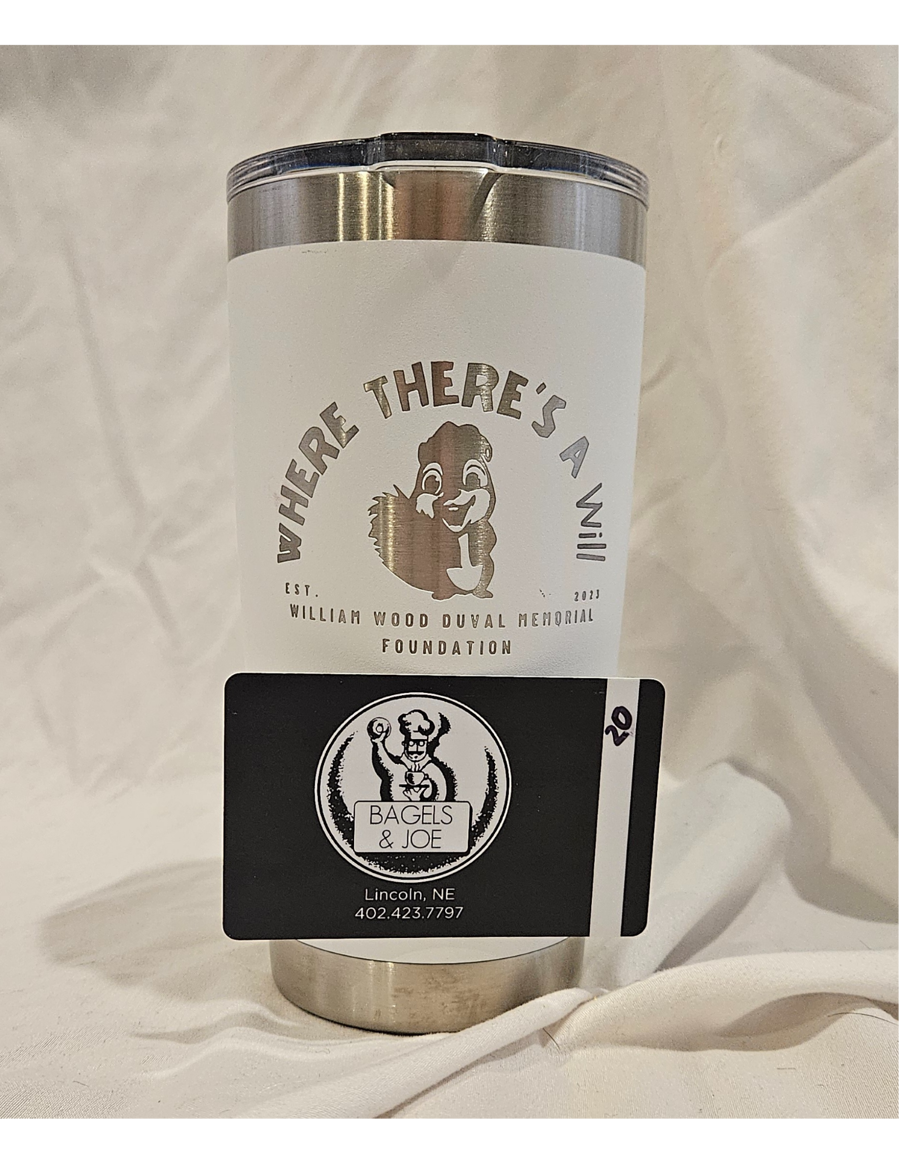 WHERE THERE'S A Will
EST. 2023
WILLIAM WOOD DUVAL MEMORIAL
FOUNDATION
20
BAGELS
& JOE
Lincoln, NE
402.423.7797